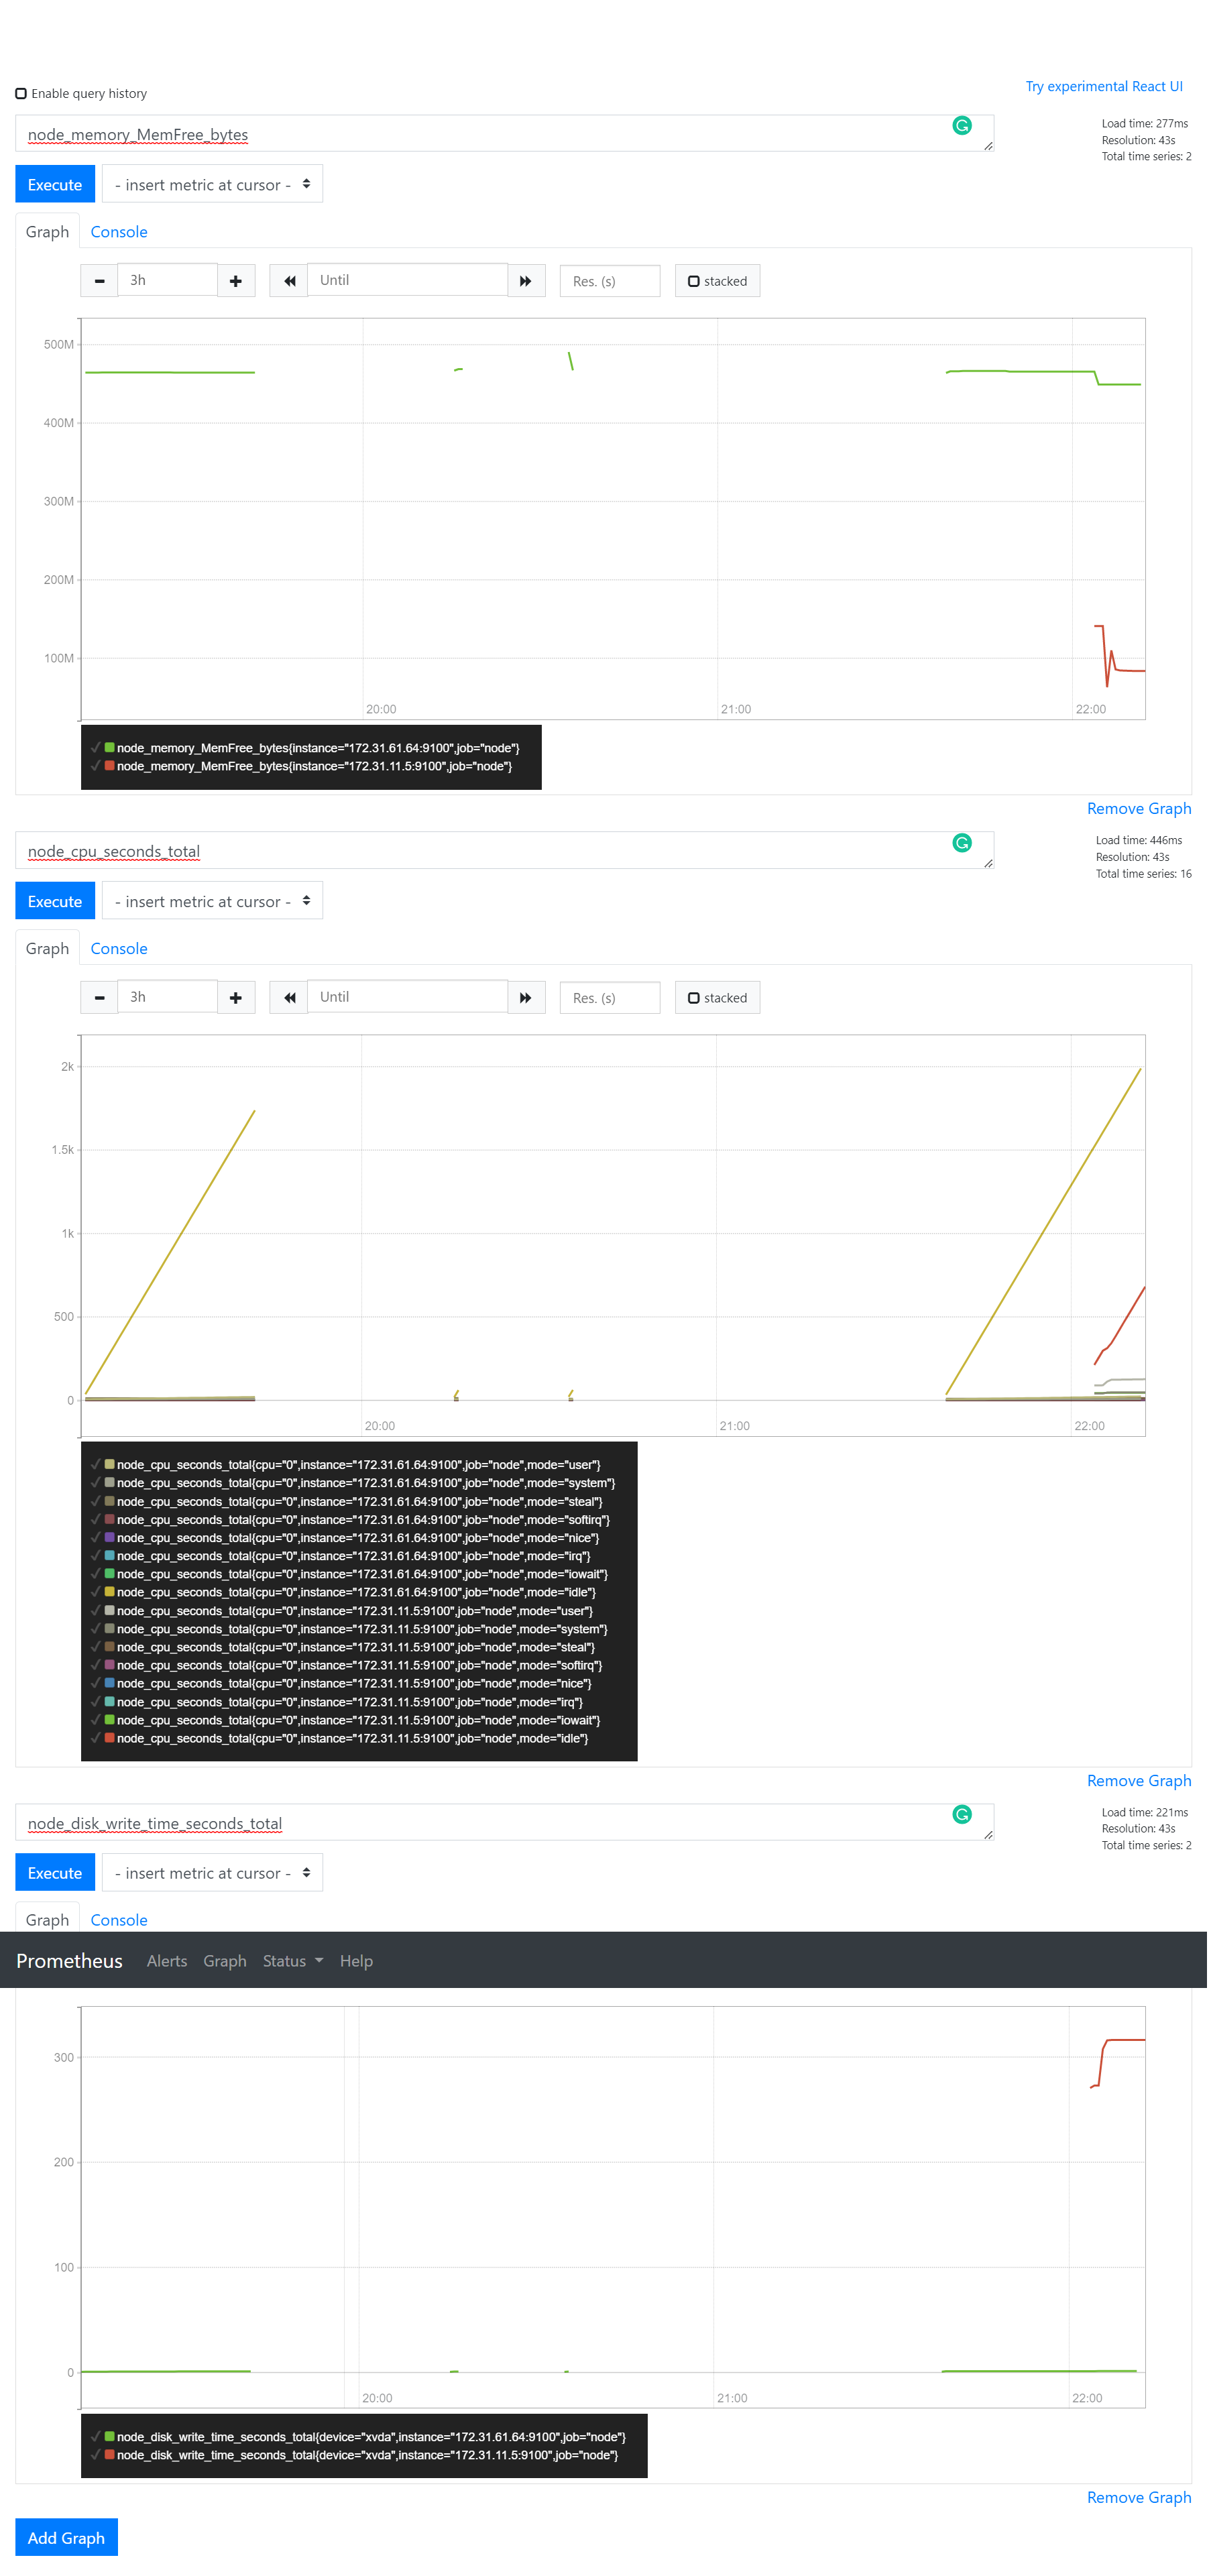 Enable query history
Try experimental React UI
node_memory_MemFree_bytes
Load time: 277ms
Resolution: 43s
Total time series: 2
Execute
- insert metric at cursor -
Graph
Console
3h
Until
Res. (s)
stacked
500M
400M
300M
200M
100M
20:00
21:00
22:00
node_memory_MemFree_bytes{instance="172.31.61.64:9100",job="node"}
node_memory_MemFree_bytes{instance="172.31.11.5:9100",job="node"}
Remove Graph
node_cpu_seconds_total
Load time: 446ms
Resolution: 43s
Total time series: 16
Execute
- insert metric at cursor -
Graph
Console
3h
Until
Res. (s)
stacked
2k
1.5k
1k
500
0
20:00
21:00
22:00
node_cpu_seconds_total{cpu="0",instance="172.31.61.64:9100",job="node",mode="user"}
node_cpu_seconds_total{cpu="0",instance="172.31.61.64:9100",job="node",mode="system"}
node_cpu_seconds_total{cpu="0",instance="172.31.61.64:9100",job="node",mode="steal"}
node_cpu_seconds_total{cpu="0",instance="172.31.61.64:9100",job="node",mode="softirq"}
node_cpu_seconds_total{cpu="0",instance="172.31.61.64:9100",job="node",mode="nice"}
node_cpu_seconds_total{cpu="0",instance="172.31.61.64:9100",job="node",mode="irq"}
node_cpu_seconds_total{cpu="0",instance="172.31.61.64:9100",job="node",mode="iowait"}
node_cpu_seconds_total{cpu="0",instance="172.31.61.64:9100",job="node",mode="idle"}
node_cpu_seconds_total{cpu="0",instance="172.31.11.5:9100",job="node",mode="user"}
node_cpu_seconds_total{cpu="0",instance="172.31.11.5:9100",job="node",mode="system"}
node_cpu_seconds_total{cpu="0",instance="172.31.11.5:9100",job="node",mode="steal"}
node_cpu_seconds_total{cpu="0",instance="172.31.11.5:9100",job="node",mode="softirq"}
node_cpu_seconds_total{cpu="0",instance="172.31.11.5:9100",job="node",mode="nice"}
node_cpu_seconds_total{cpu="0",instance="172.31.11.5:9100",job="node",mode="irq"}
node_cpu_seconds_total{cpu="0",instance="172.31.11.5:9100",job="node",mode="iowait"}
node_cpu_seconds_total{cpu="0",instance="172.31.11.5:9100",job="node",mode="idle"}
Remove Graph
node_disk_write_time_seconds_total
Load time: 221ms
Resolution: 43s
Total time series: 2
Execute
- insert metric at cursor -
Graph
Console
Prometheus
Alerts
Graph
Status
Help
300
200
100
0
20:00
21:00
22:00
node_disk_write_time_seconds_total{device="xvda",instance="172.31.61.64:9100",job="node"}
node_disk_write_time_seconds_total{device="xvda",instance="172.31.11.5:9100",job="node"}
Remove Graph
Add Graph